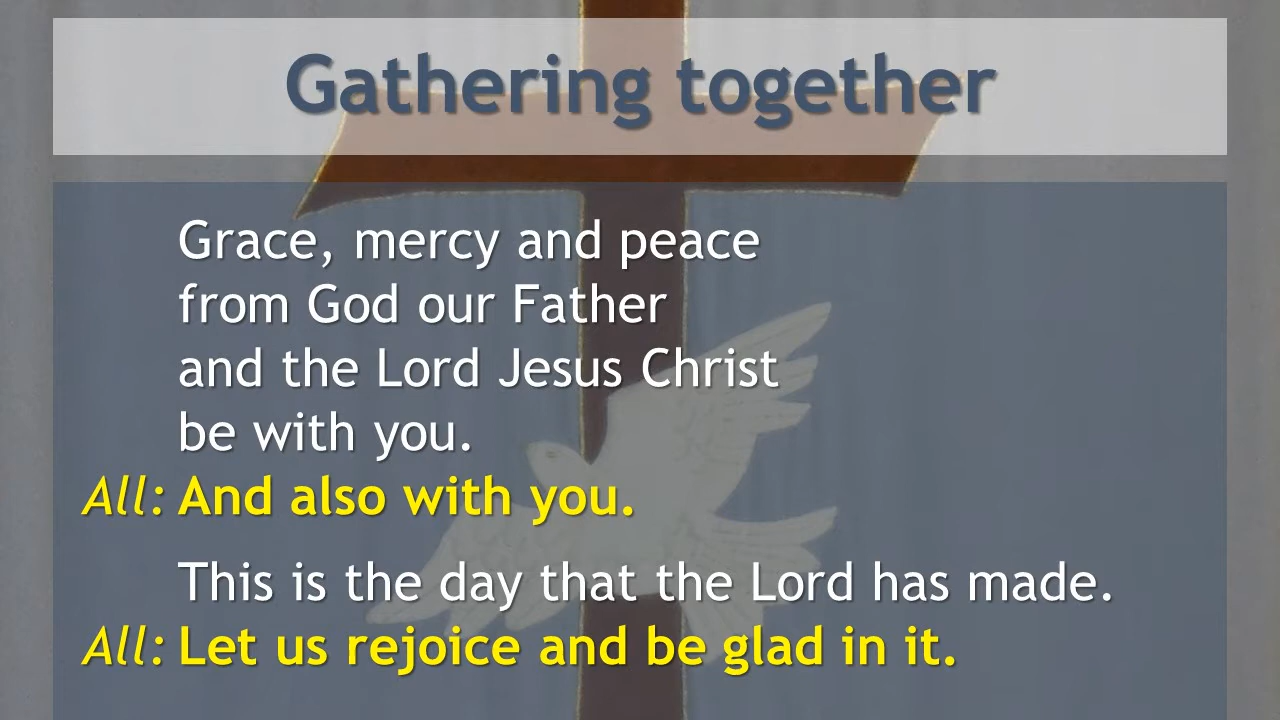 Gathering together
Grace, mercy and peace
from God our Father
and the Lord Jesus Christ
be with you.
All: And also with you.
This is the day that the Lord has made.
All: Let us rejoice and be glad in it.